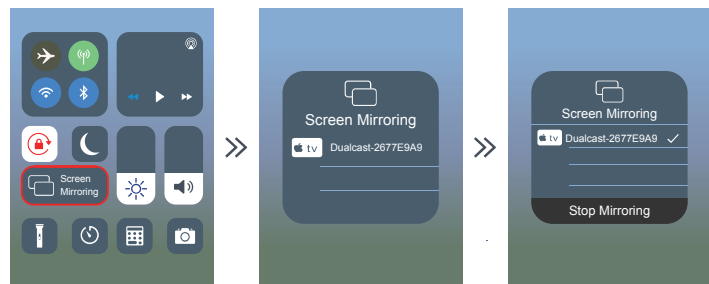 Screen
Mirroring
Screen Mirroring
tv Dualcast-2677E9A9
Screen Mirroring
tv Dualcast-2677E9A9
Stop Mirroring